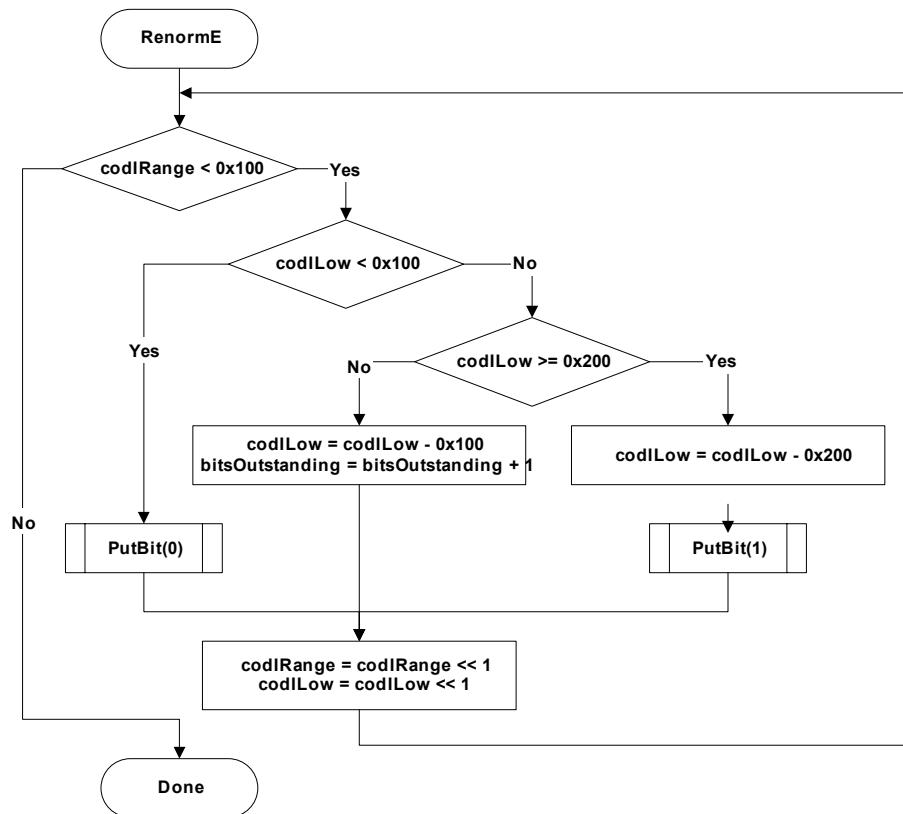 RenormE
codIRange < 0x100
Yes
codILow < 0x100
No
Yes
codILow >= 0x200
No
Yes
codILow = codILow - 0x100
bitsOutstanding = bitsOutstanding + 1
codILow = codILow - 0x200
No
PutBit(0)
PutBit(1)
codIRange = codIRange << 1
codILow = codILow << 1
Done